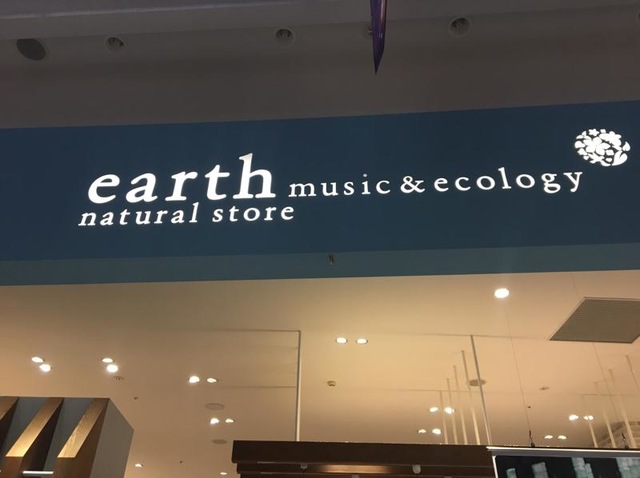 earth music & ecology
natural store